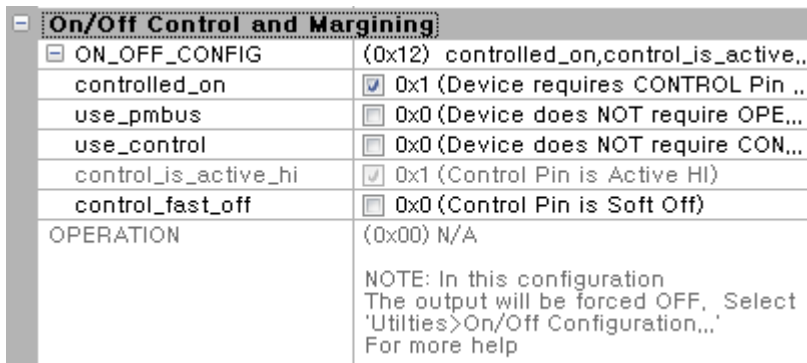 On/Off Control and Margining
ON_OFF_CONFIG (0x12) controlled_on,control_is_active,..
controlled_on 0x1 (Device requires CONTROL Pin ...
use_pmbus 0x0 (Device does NOT require OPE...
use_control 0x0 (Device does NOT require CON...
control_is_active_hi 0x1 (Control Pin is Active HI)
control_fast_off 0x0 (Control Pin is Soft Off)
OPERATION (0x00) N/A
NOTE: In this configuration
The output will be forced OFF, Select
'Utilties>On/Off Configuration...'
For more help